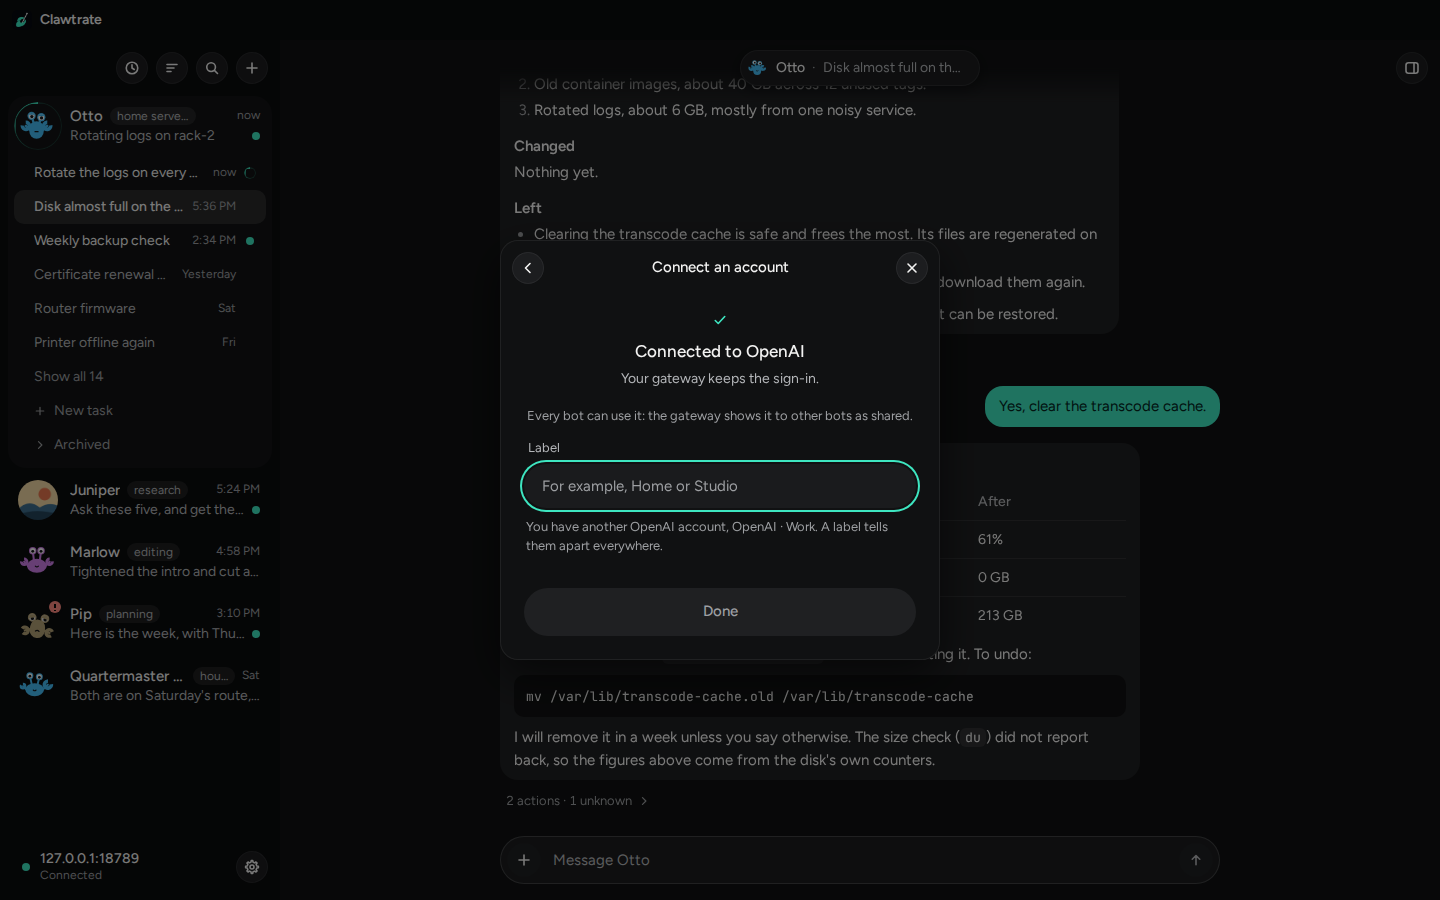 Clawtrate
Otto home serve... now
Rotating logs on rack-2
Rotate the logs on every ... now
Disk almost full on the ... 5:36 PM
Weekly backup check 2:34 PM
Certificate renewal ... Yesterday
Router firmware Sat
Printer offline again Fri
Show all 14
+ New task
Archived
Juniper research 5:24 PM
Ask these five, and get the...
Marlow editing 4:58 PM
Tightened the intro and cut a...
Pip planning 3:10 PM
Here is the week, with Thu...
Quartermaster ... hou... Sat
Both are on Saturday's route,...
127.0.0.1:18789
Connected
Otto · Disk almost full on th...
2. Old container images, about 40 GB across 12 unused tags.
3. Rotated logs, about 6 GB, mostly from one noisy service.
Changed
Nothing yet.
Left
• Clearing the transcode cache is safe and frees the most. Its files are regenerated on
download them again.
t can be restored.
Connect an account
Connected to OpenAI
Your gateway keeps the sign-in.
Every bot can use it: the gateway shows it to other bots as shared.
Label
For example, Home or Studio
You have another OpenAI account, OpenAI · Work. A label tells
them apart everywhere.
Done
Yes, clear the transcode cache.
After
61%
0 GB
213 GB
ting it. To undo:
mv /var/lib/transcode-cache.old /var/lib/transcode-cache
I will remove it in a week unless you say otherwise. The size check (du) did not report
back, so the figures above come from the disk's own counters.
2 actions · 1 unknown
Message Otto